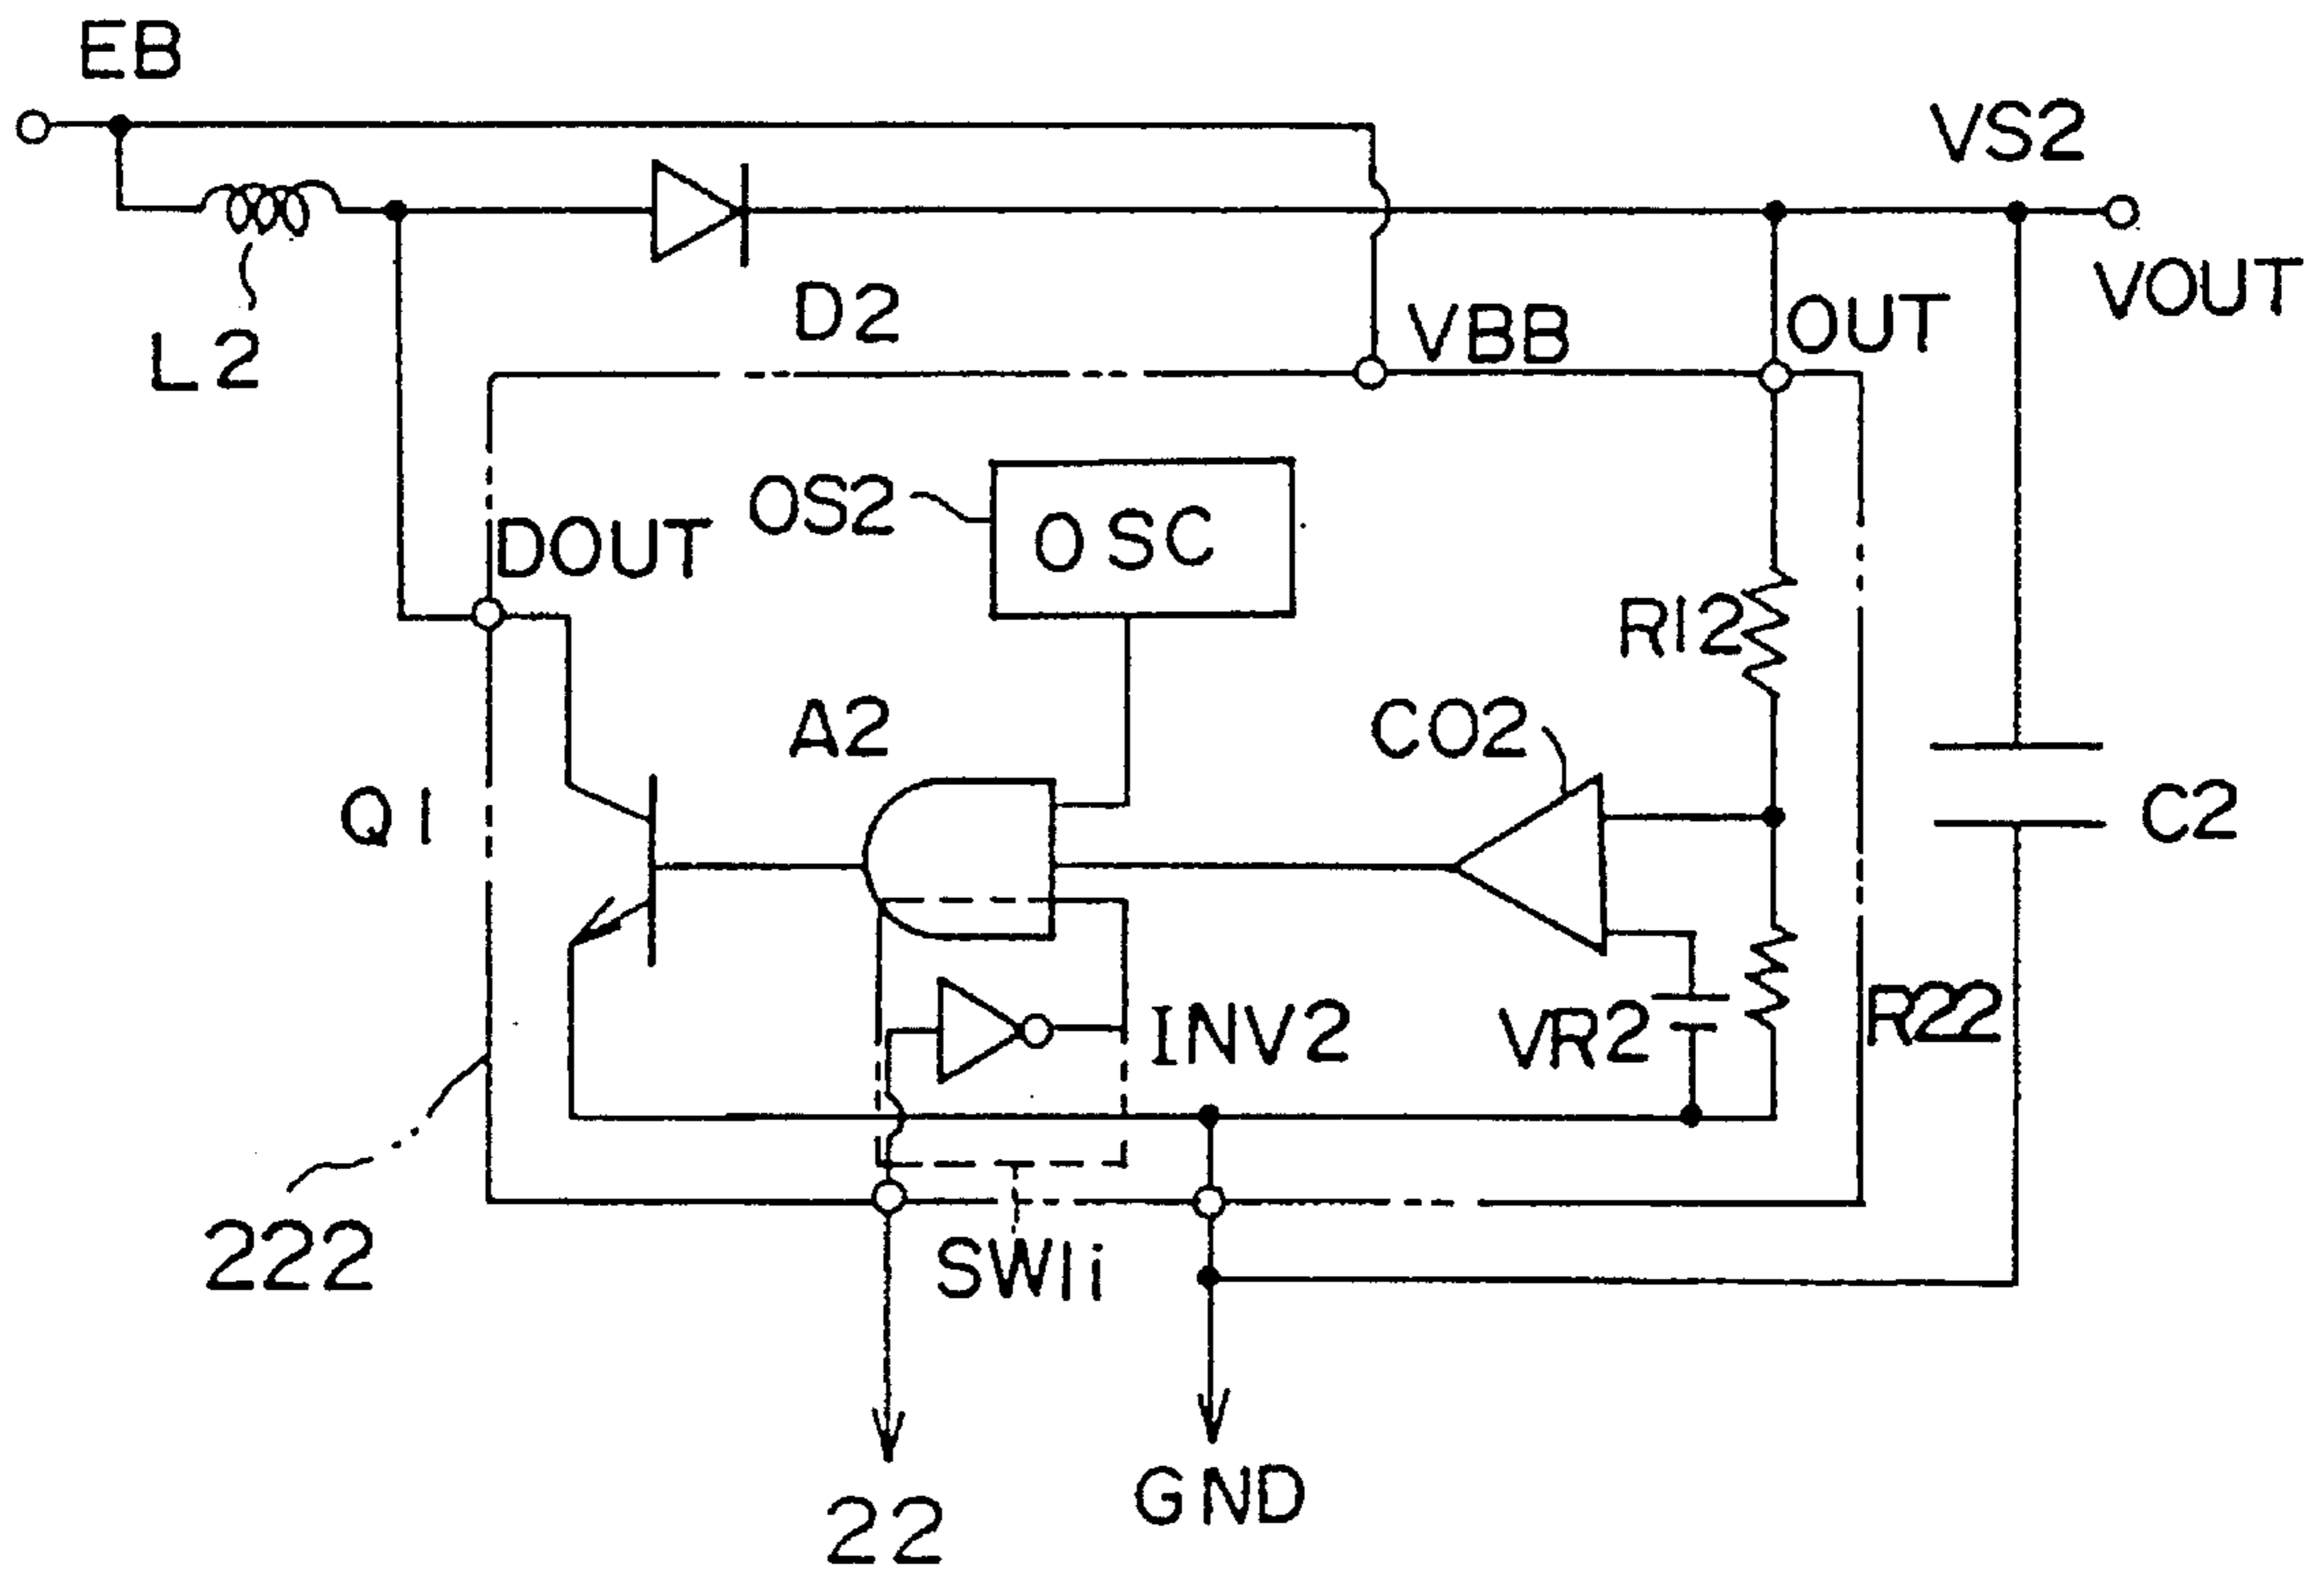 EB
VS2
VOUT
L2
D2
VBB
OUT
OS2
OSC
DOUT
R12
A2
CO2
Q1
C2
INV2
VR2
R22
222
SW1i
22
GND